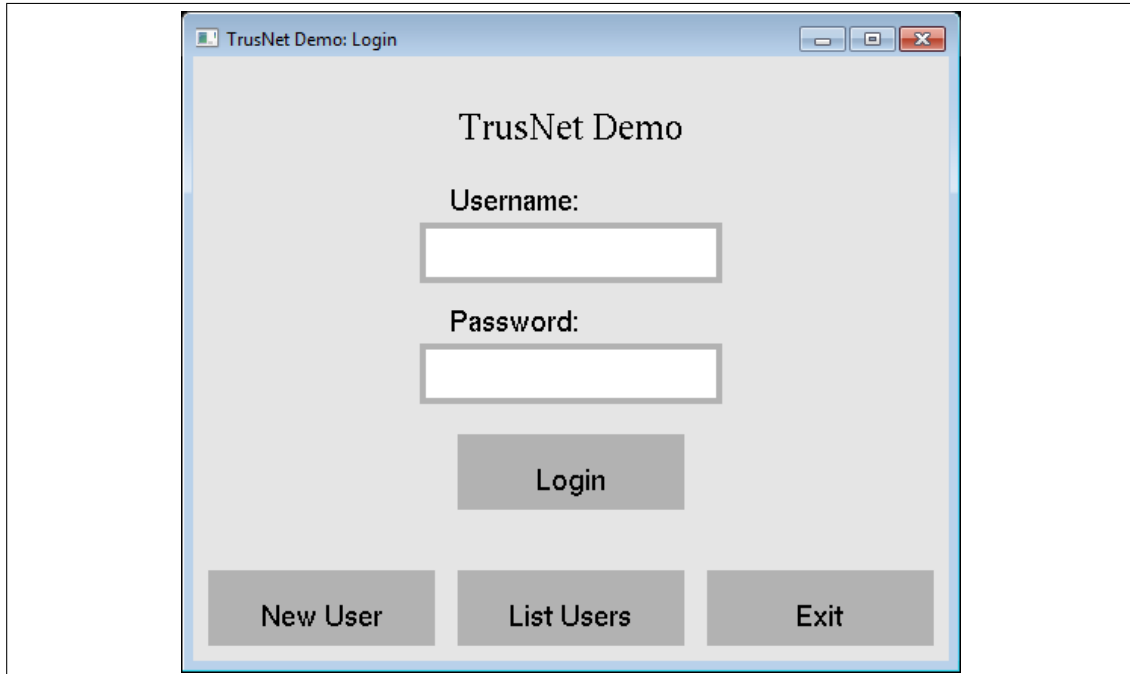 TrusNet Demo: Login
TrusNet Demo
Username:
Password:
Login
New User
List Users
Exit